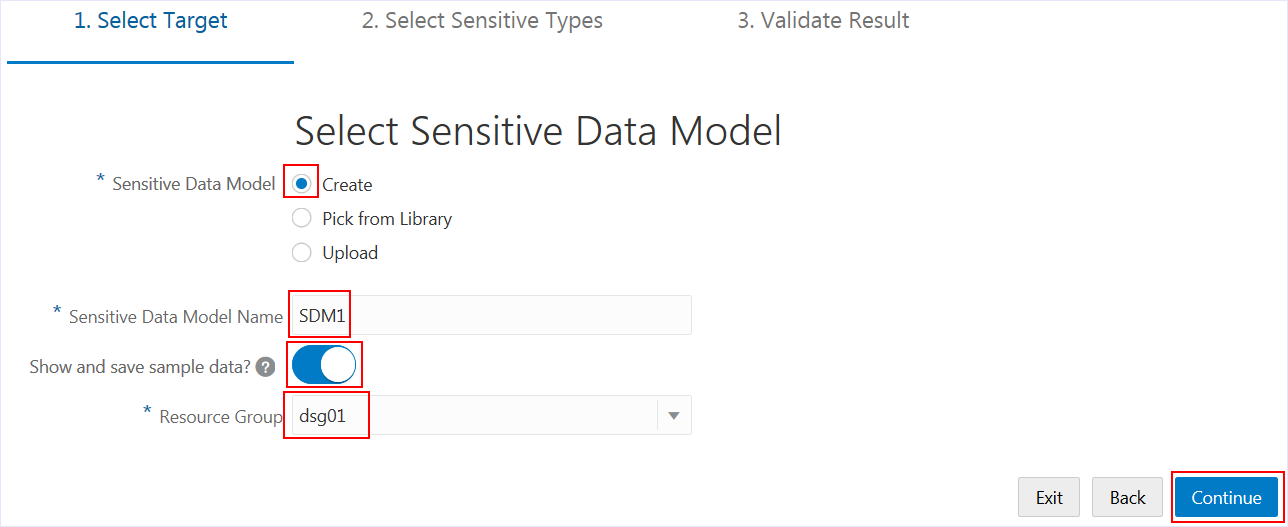 1. Select Target 2. Select Sensitive Types 3. Validate Result
Select Sensitive Data Model
* Sensitive Data Model Create
Pick from Library
Upload
* Sensitive Data Model Name SDM1
Show and save sample data? ?
* Resource Group dsg01
Exit Back Continue